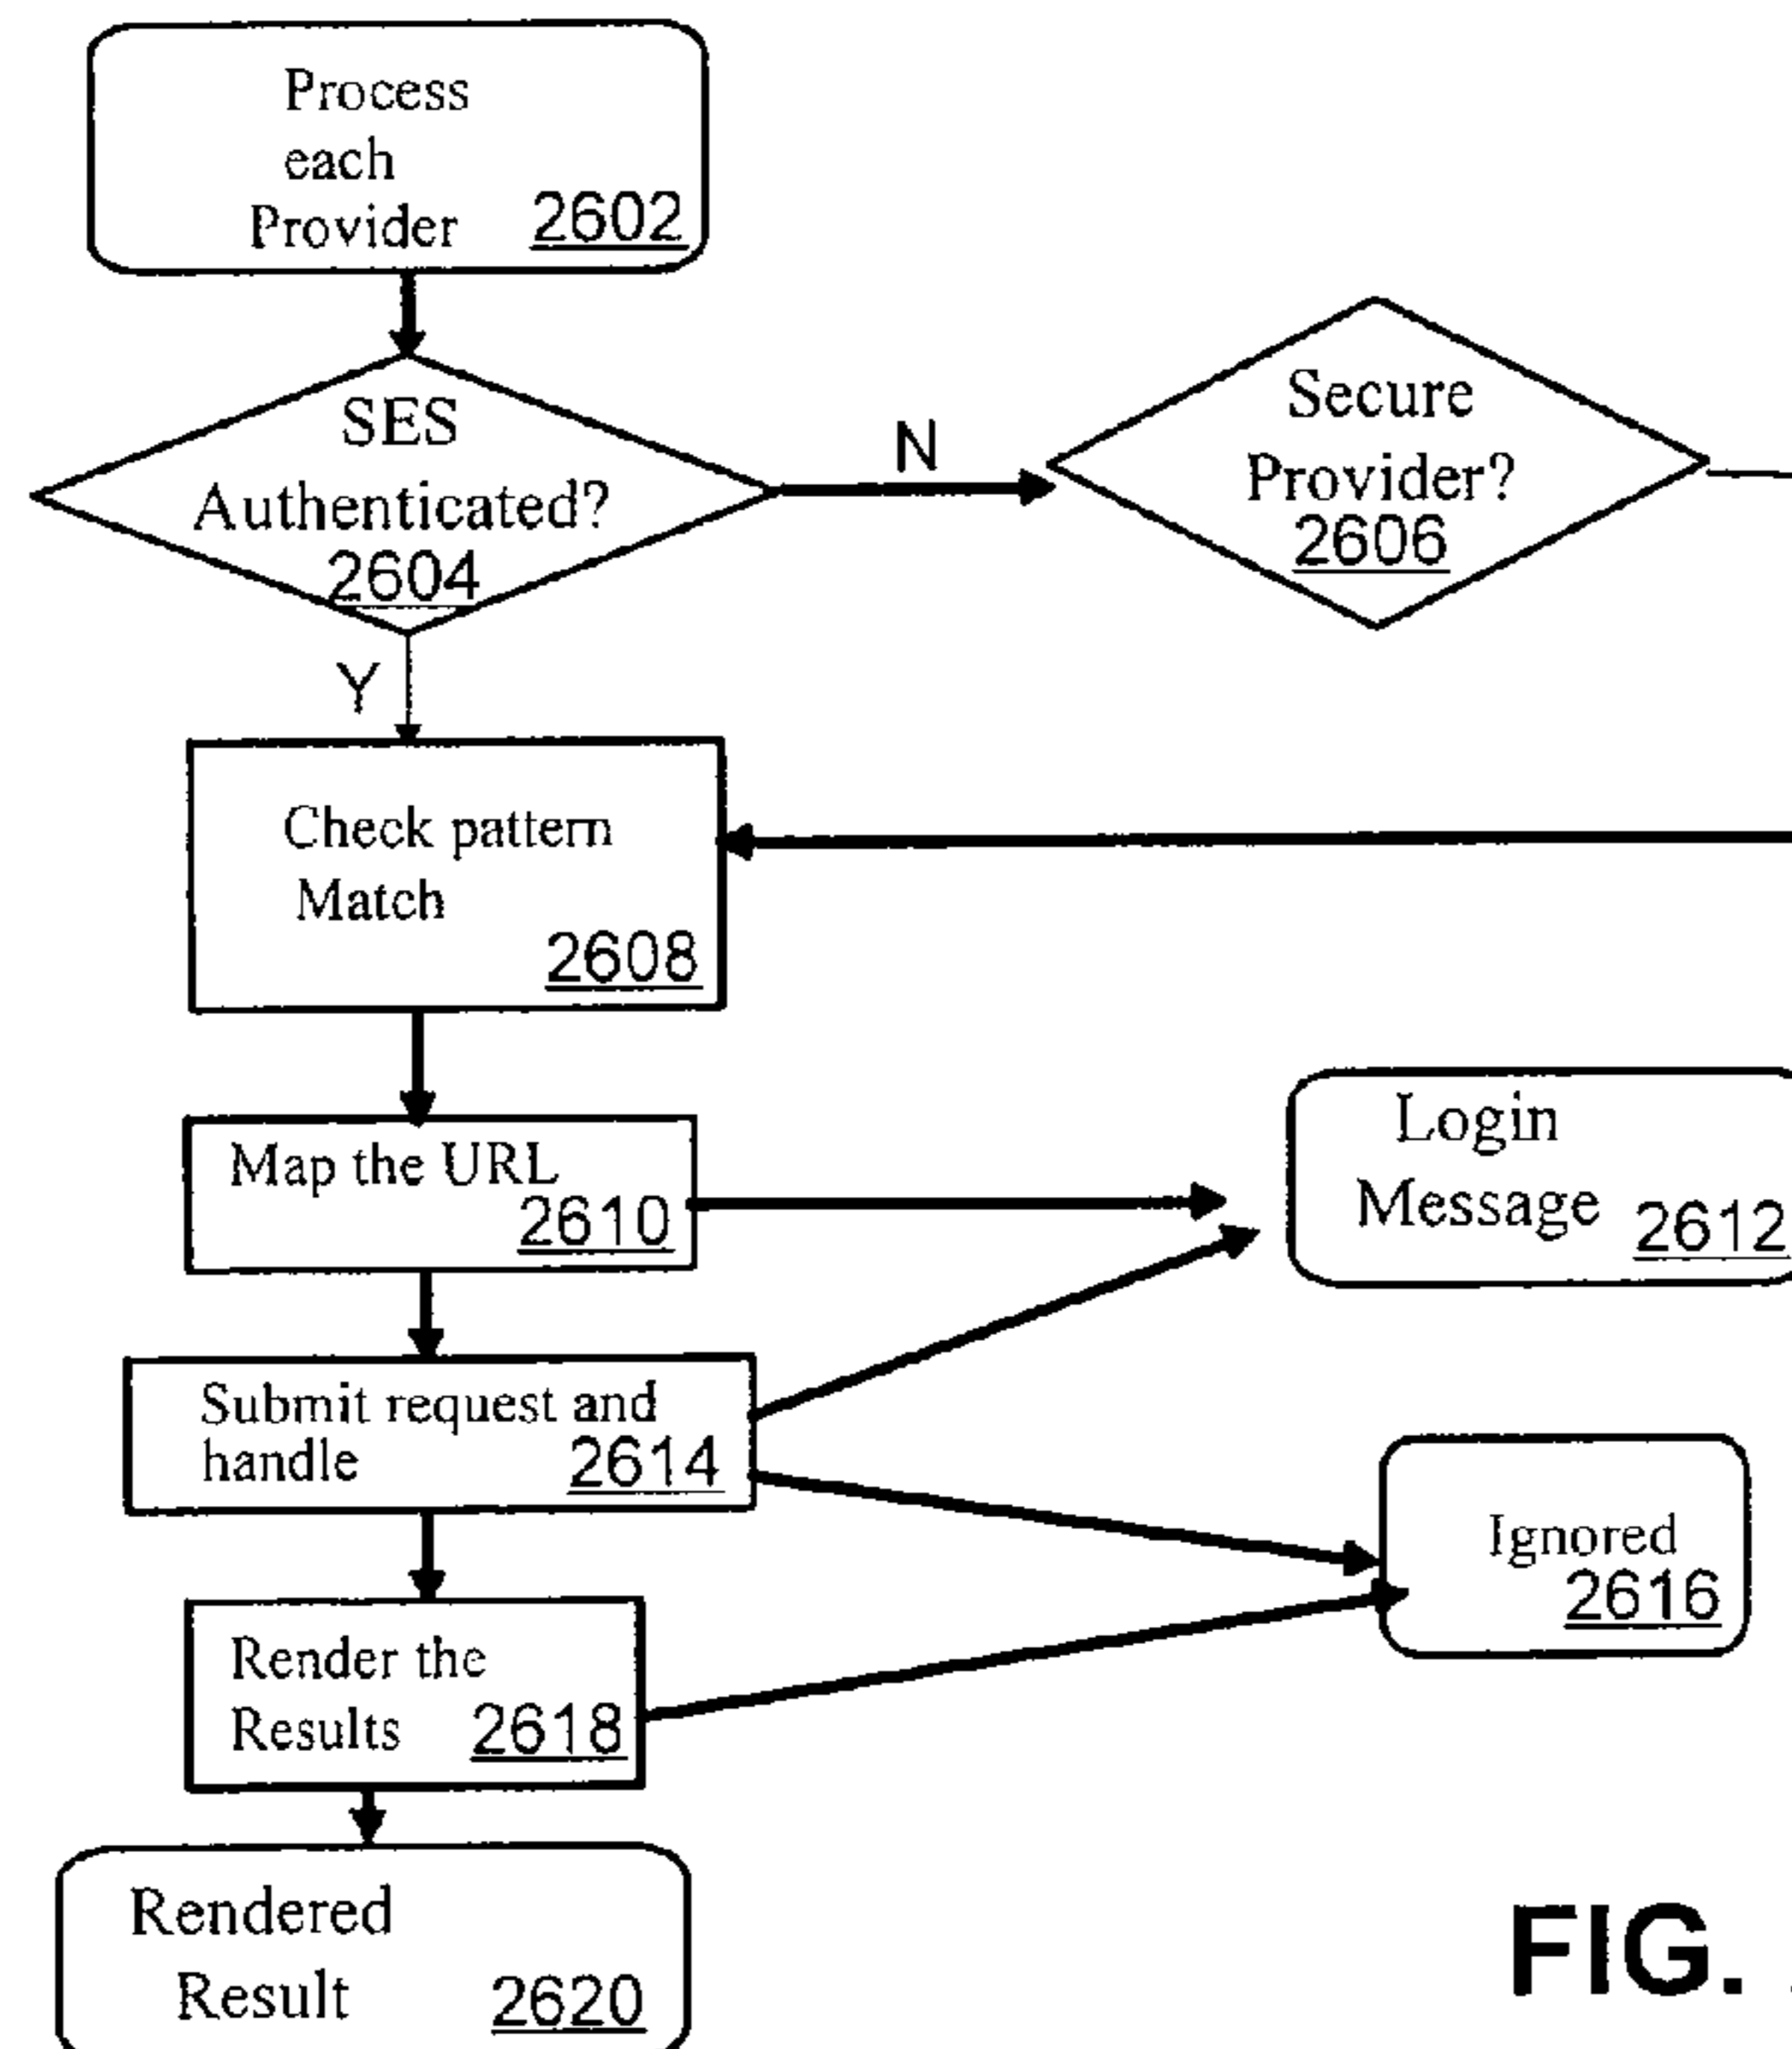 Process
each
Provider 2602
SES
Authenticated?
2604
N
Secure
Provider?
2606
Y
Check pattern
Match
2608
Map the URL
2610
Login
Message 2612
Submit request and
handle 2614
Ignored
2616
Render the
Results 2618
Rendered
Result 2620
FIG.